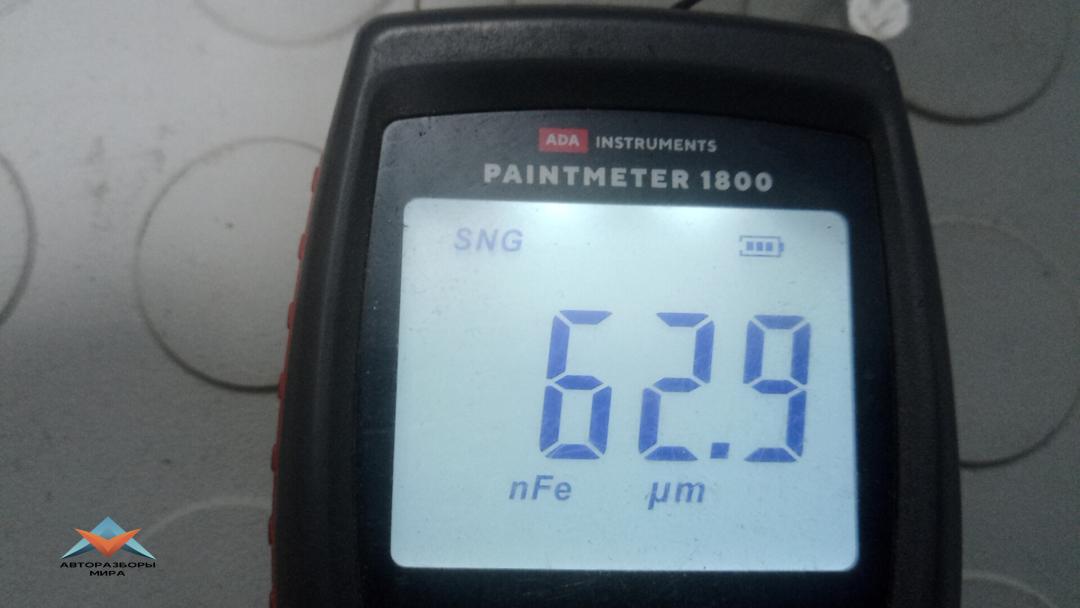 ADA INSTRUMENTS
PAINTMETER 1800
SNG
62.9
nFe µm
АВТОРАЗБОРЫ
МИРА